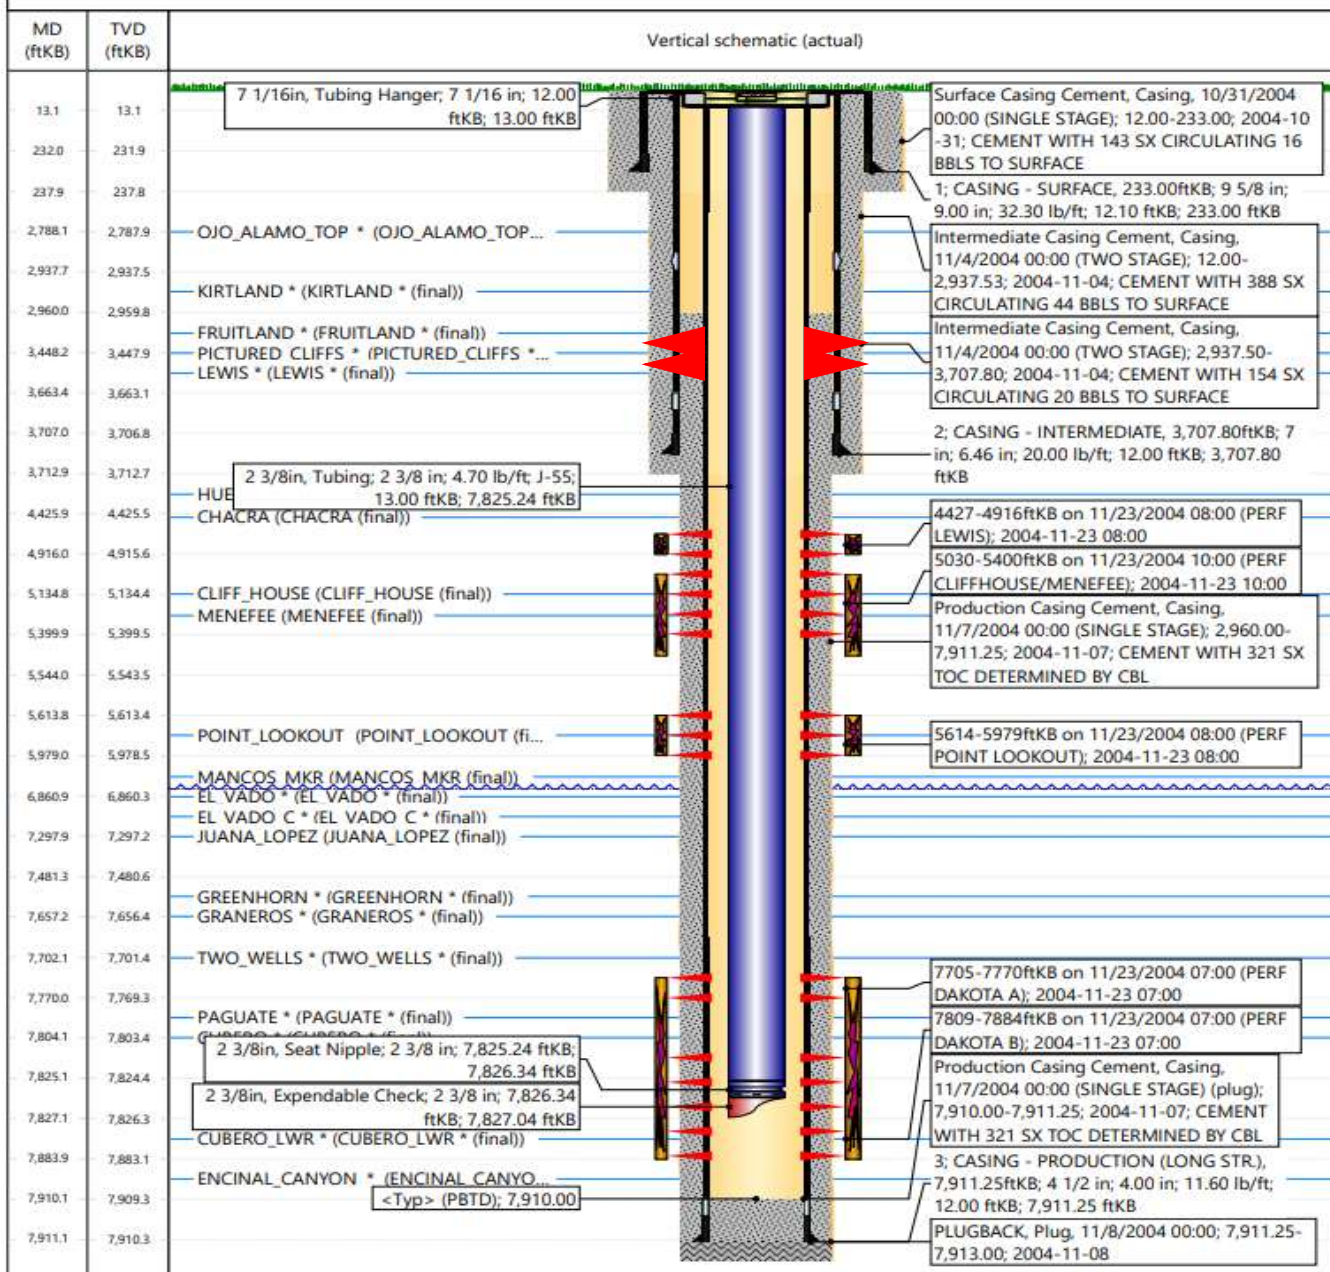 MD
(ftKB)
TVD
(ftKB)
Vertical schematic (actual)
13.1 13.1
232.0 231.9
237.9 237.8
2,788.1 2,787.9
2,937.7 2,937.5
2,960.0 2,959.8
3,448.2 3,447.9
3,663.4 3,663.1
3,707.0 3,706.8
3,712.9 3,712.7
4,425.9 4,425.5
4,916.0 4,915.6
5,134.8 5,134.4
5,399.9 5,399.5
5,544.0 5,543.5
5,613.8 5,613.4
5,979.0 5,978.5
6,860.9 6,860.3
7,297.9 7,297.2
7,481.3 7,480.6
7,657.2 7,656.4
7,702.1 7,701.4
7,770.0 7,769.3
7,804.1 7,803.4
7,825.1 7,824.4
7,827.1 7,826.3
7,883.9 7,883.1
7,910.1 7,909.3
7,911.1 7,910.3
7 1/16in, Tubing Hanger; 7 1/16 in; 12.00
ftKB; 13.00 ftKB
OJO_ALAMO_TOP * (OJO_ALAMO_TOP...
KIRTLAND * (KIRTLAND * (final))
FRUITLAND * (FRUITLAND * (final))
PICTURED_CLIFFS * (PICTURED_CLIFFS *...
LEWIS * (LEWIS * (final))
2 3/8in, Tubing; 2 3/8 in; 4.70 lb/ft; J-55;
13.00 ftKB; 7,825.24 ftKB
HUE
CHACRA (CHACRA (final))
CLIFF_HOUSE (CLIFF_HOUSE (final))
MENEFEE (MENEFEE (final))
POINT_LOOKOUT (POINT_LOOKOUT (fi...
MANCOS_MKR (MANCOS_MKR (final))
EL_VADO * (EL_VADO * (final))
EL_VADO_C * (EL_VADO_C * (final))
JUANA_LOPEZ (JUANA_LOPEZ (final))
GREENHORN * (GREENHORN * (final))
GRANEROS * (GRANEROS * (final))
TWO_WELLS * (TWO_WELLS * (final))
PAGUATE * (PAGUATE * (final))
CUBERO * (CUBERO * (final))
2 3/8in, Seat Nipple; 2 3/8 in; 7,825.24 ftKB;
7,826.34 ftKB
2 3/8in, Expendable Check; 2 3/8 in; 7,826.34
ftKB; 7,827.04 ftKB
CUBERO_LWR * (CUBERO_LWR * (final))
ENCINAL_CANYON * (ENCINAL_CANYO...
<Typ> (PBTD); 7,910.00
Surface Casing Cement, Casing, 10/31/2004
00:00 (SINGLE STAGE); 12.00-233.00; 2004-10
-31; CEMENT WITH 143 SX CIRCULATING 16
BBLS TO SURFACE
1; CASING - SURFACE, 233.00ftKB; 9 5/8 in;
9.00 in; 32.30 lb/ft; 12.10 ftKB; 233.00 ftKB
Intermediate Casing Cement, Casing,
11/4/2004 00:00 (TWO STAGE); 12.00-
2,937.53; 2004-11-04; CEMENT WITH 388 SX
CIRCULATING 44 BBLS TO SURFACE
Intermediate Casing Cement, Casing,
11/4/2004 00:00 (TWO STAGE); 2,937.50-
3,707.80; 2004-11-04; CEMENT WITH 154 SX
CIRCULATING 20 BBLS TO SURFACE
2; CASING - INTERMEDIATE, 3,707.80ftKB; 7
in; 6.46 in; 20.00 lb/ft; 12.00 ftKB; 3,707.80
ftKB
4427-4916ftKB on 11/23/2004 08:00 (PERF
LEWIS); 2004-11-23 08:00
5030-5400ftKB on 11/23/2004 10:00 (PERF
CLIFFHOUSE/MENEFEE); 2004-11-23 10:00
Production Casing Cement, Casing,
11/7/2004 00:00 (SINGLE STAGE); 2,960.00-
7,911.25; 2004-11-07; CEMENT WITH 321 SX
TOC DETERMINED BY CBL
5614-5979ftKB on 11/23/2004 08:00 (PERF
POINT LOOKOUT); 2004-11-23 08:00
7705-7770ftKB on 11/23/2004 07:00 (PERF
DAKOTA A); 2004-11-23 07:00
7809-7884ftKB on 11/23/2004 07:00 (PERF
DAKOTA B); 2004-11-23 07:00
Production Casing Cement, Casing,
11/7/2004 00:00 (SINGLE STAGE) (plug);
7,910.00-7,911.25; 2004-11-07; CEMENT
WITH 321 SX TOC DETERMINED BY CBL
3; CASING - PRODUCTION (LONG STR.),
7,911.25ftKB; 4 1/2 in; 4.00 in; 11.60 lb/ft;
12.00 ftKB; 7,911.25 ftKB
PLUGBACK, Plug, 11/8/2004 00:00; 7,911.25-
7,913.00; 2004-11-08